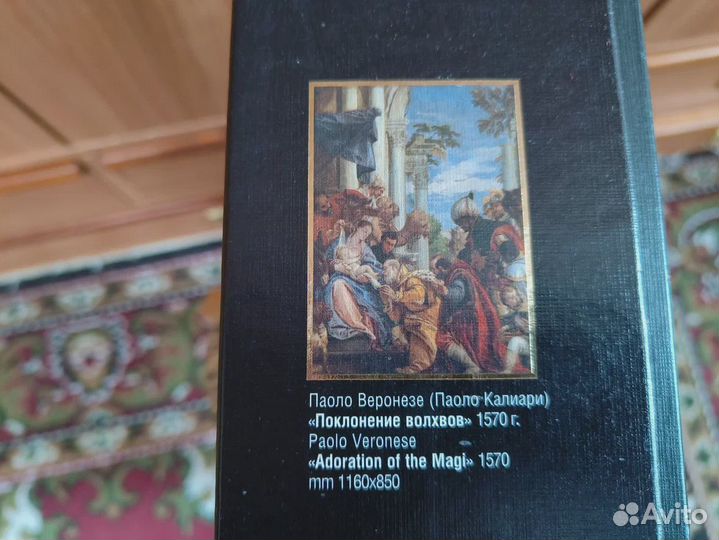 Паоло Веронезе (Паоло Калиари)
«Поклонение волхвов» 1570 г.
Paolo Veronese
«Adoration of the Magi» 1570
mm 1160x850
Avito